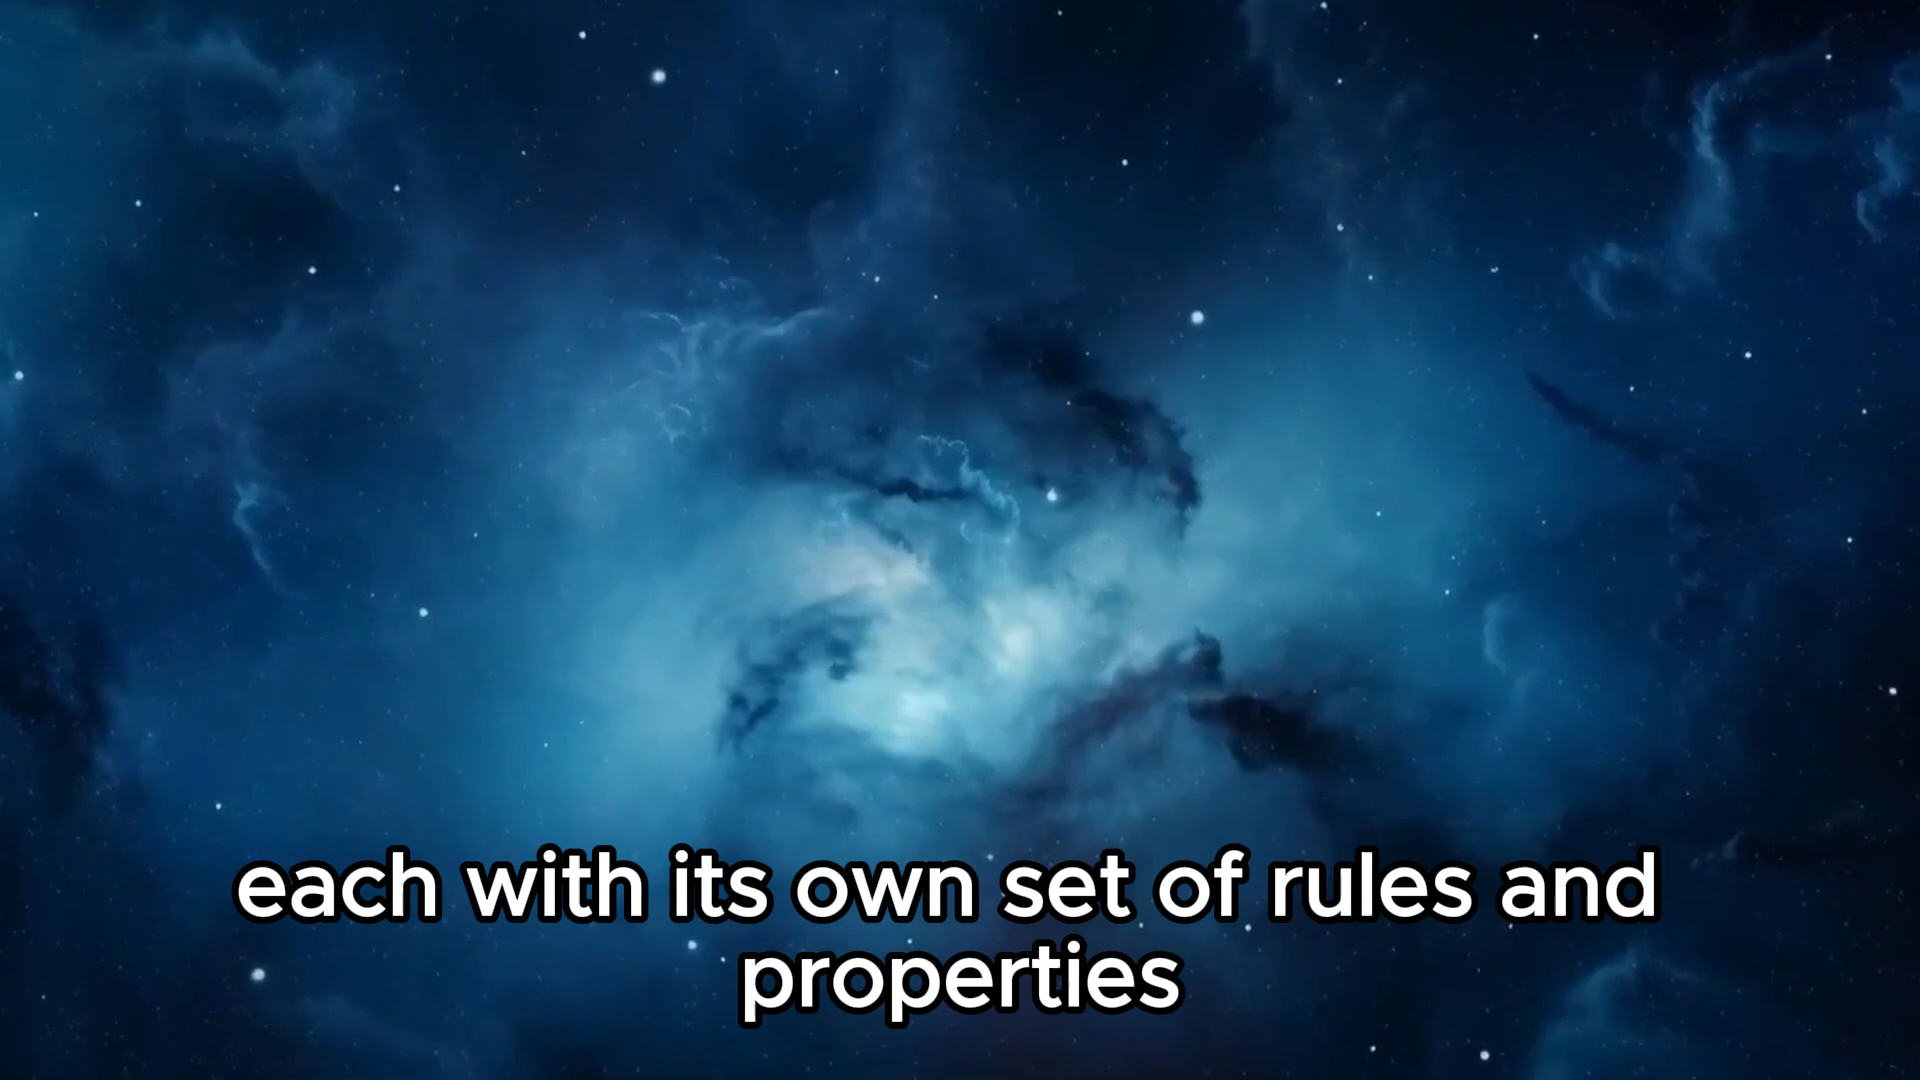 each with its own set of rules and
properties